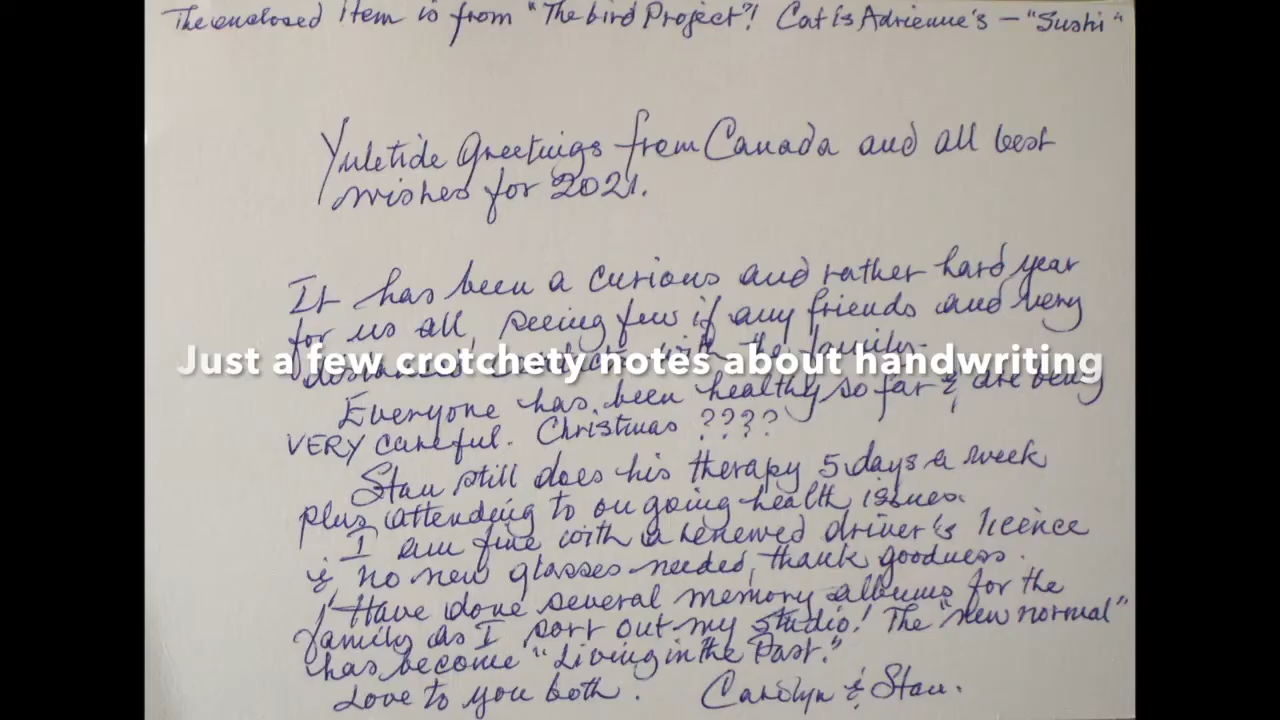 The enclosed item is from "The bird Project"! Cat is Adrienne's – "Sushi"
Yuletide Greetings from Canada and all best
wishes for 2021.
It has been a curious and rather hard year
for us all, seeing few if any friends and very
distanced with the family.
Just a few crotchety notes about handwriting
Everyone has been healthy so far & are being
VERY careful. Christmas ????
Stan still does his therapy 5 days a week
plus attending to ongoing health issues.
I am fine with a renewed driver's licence
& no new glasses needed, thank goodness.
Have done several memory albums for the
family as I sort out my studio! The "new normal"
has become "Living in the Past."
Love to you both. Carolyn & Stan.